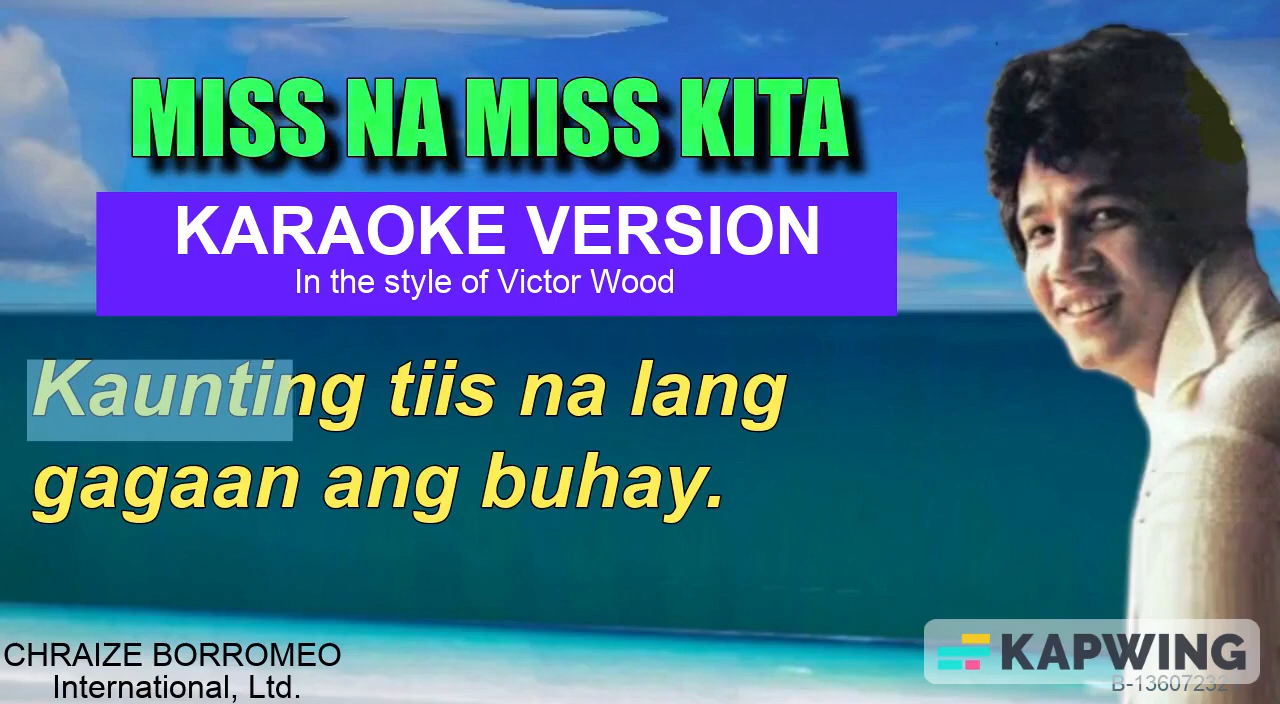 MISS NA MISS KITA
KARAOKE VERSION
In the style of Victor Wood
Kaunting tiis na lang
gagaan ang buhay.
CHRAIZE BORROMEO
International, Ltd.
KAPWING
B-13607232